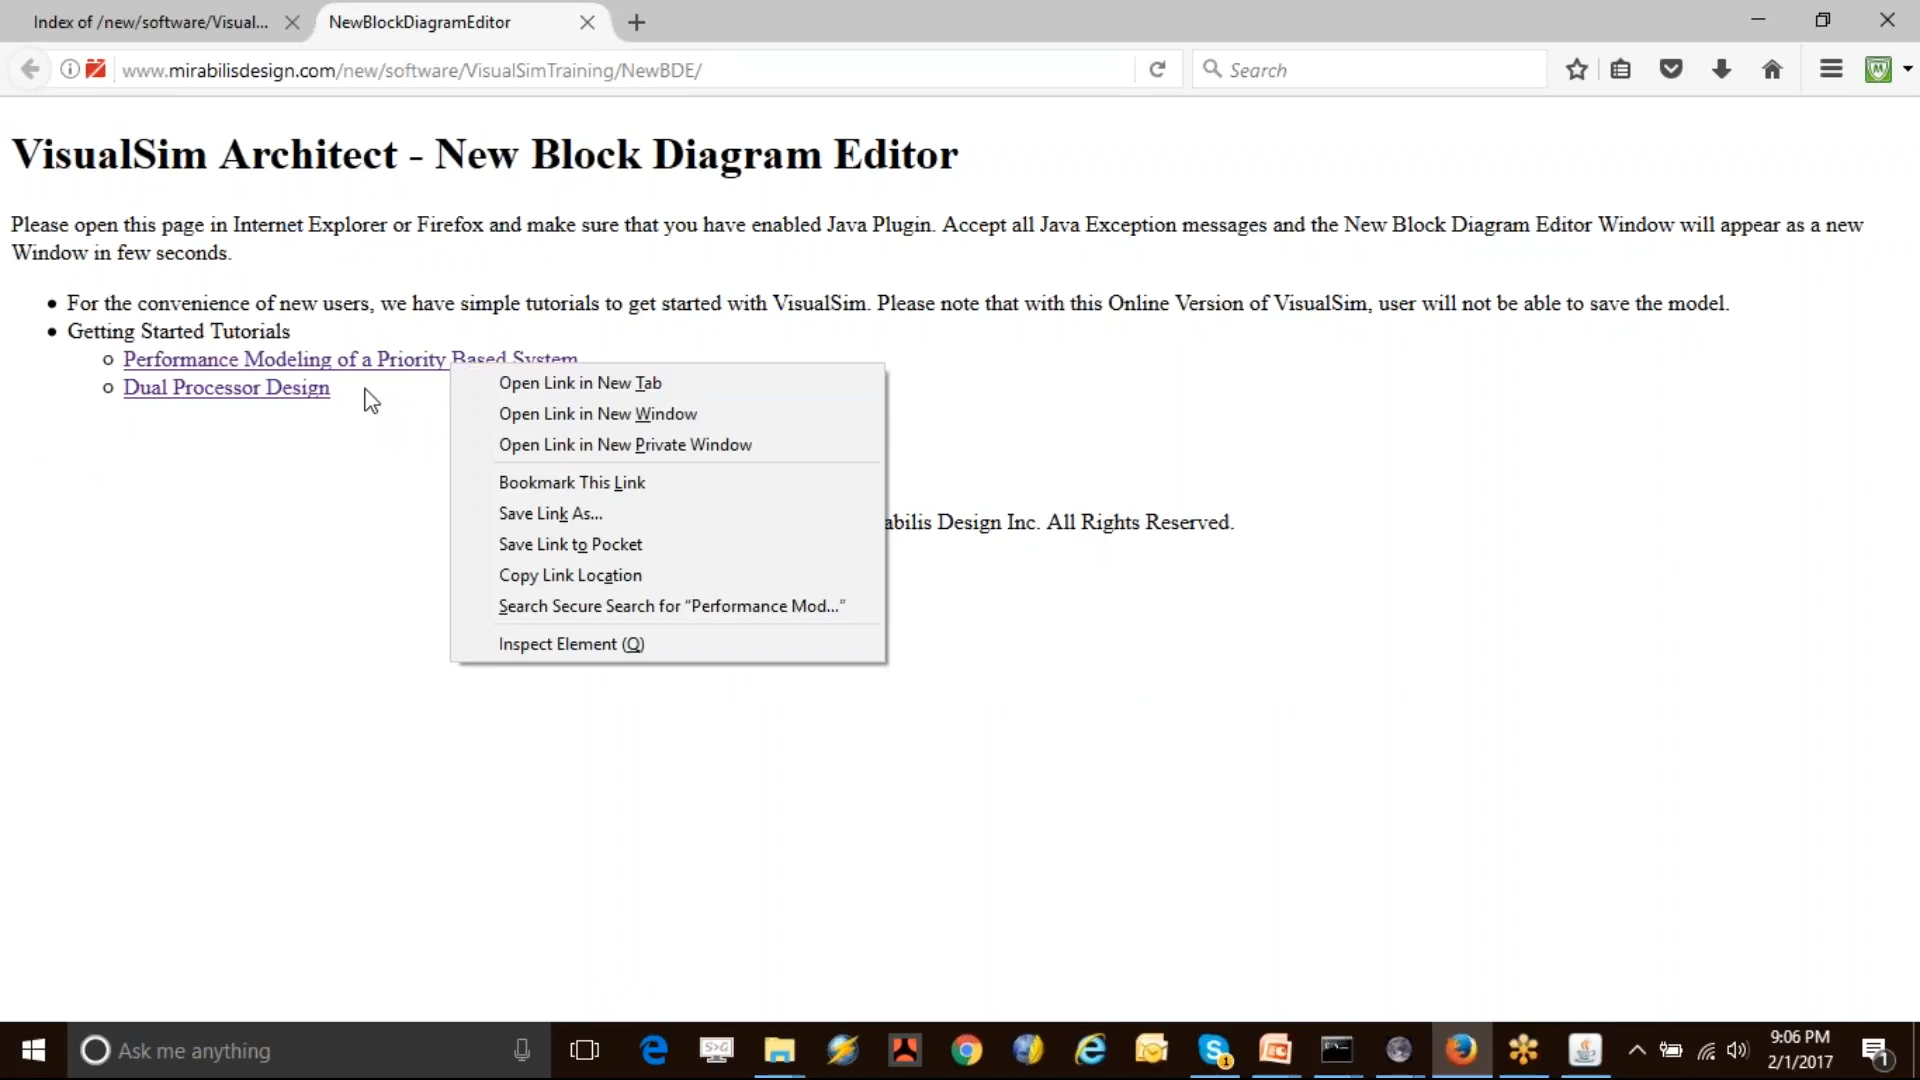 Index of /new/software/Visual...
NewBlockDiagramEditor
www.mirabilisdesign.com/new/software/VisualSimTraining/NewBDE/
Search
VisualSim Architect - New Block Diagram Editor
Please open this page in Internet Explorer or Firefox and make sure that you have enabled Java Plugin. Accept all Java Exception messages and the New Block Diagram Editor Window will appear as a new
Window in few seconds.
For the convenience of new users, we have simple tutorials to get started with VisualSim. Please note that with this Online Version of VisualSim, user will not be able to save the model.
Getting Started Tutorials
Performance Modeling of a Priority Based System
Dual Processor Design
Open Link in New Tab
Open Link in New Window
Open Link in New Private Window
Bookmark This Link
Save Link As...
abilis Design Inc. All Rights Reserved.
Save Link to Pocket
Copy Link Location
Search Secure Search for "Performance Mod..."
Inspect Element (Q)
Ask me anything
S>G
1
9:06 PM
2/1/2017
1